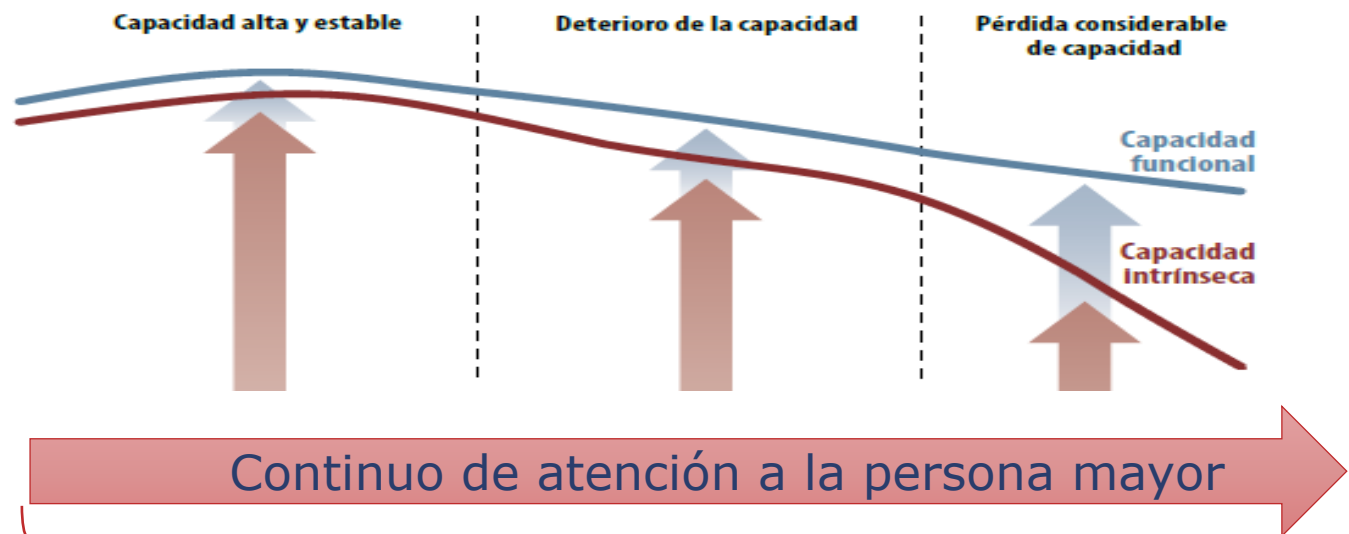 Capacidad alta y estable
Deterioro de la capacidad
Pérdida considerable
de capacidad
Capacidad
funcional
Capacidad
intrínseca
Continuo de atención a la persona mayor